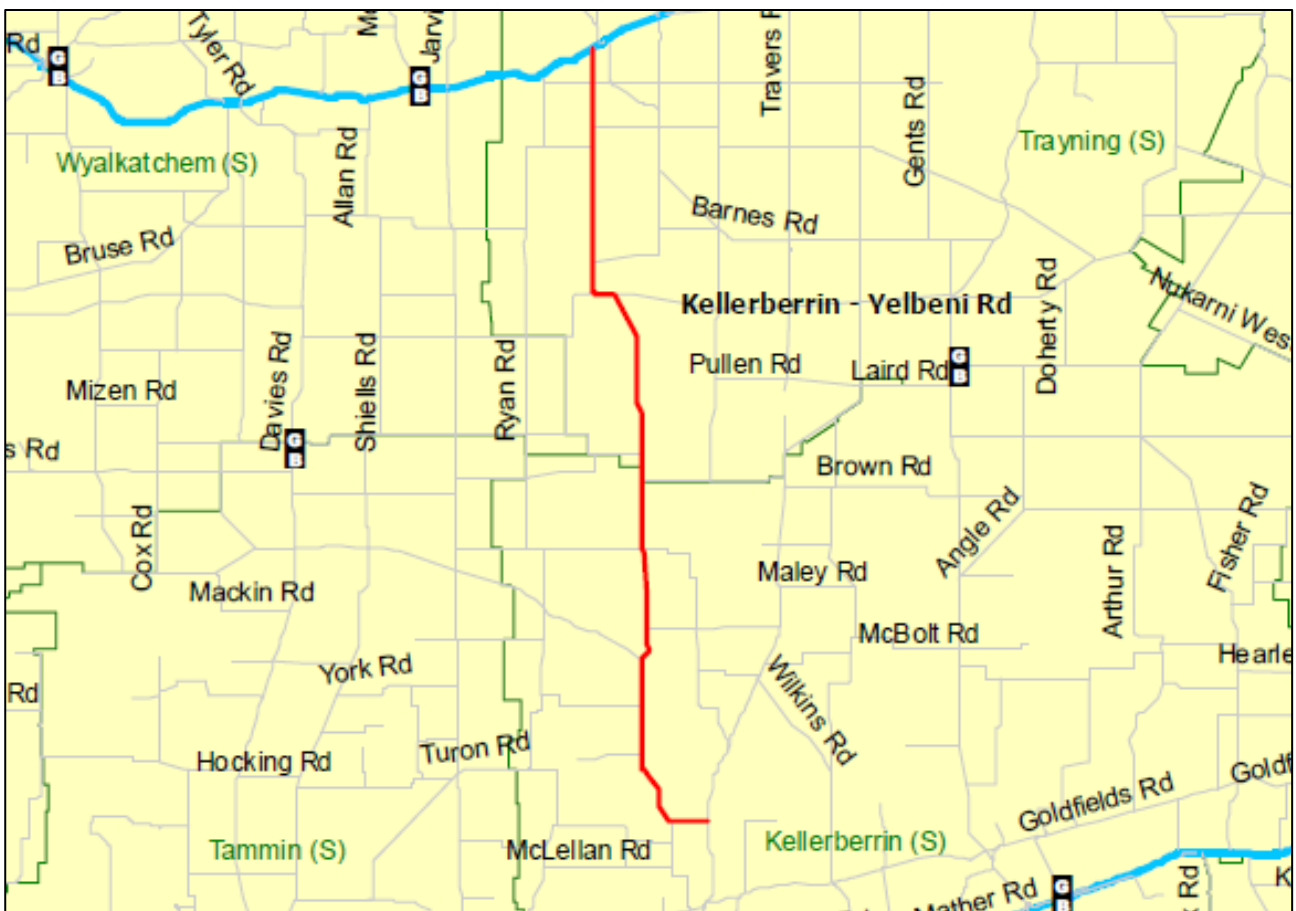 Rd
G
B
Tyler Rd
Jarvi
G
B
Travers R
Gents Rd
Trayning (S)
Wyalkatchem (S)
Allan Rd
Barnes Rd
Bruse Rd
Kellerberrin - Yelbeni Rd
Doherty Rd
Nukarni West
Pullen Rd
Laird Rd
G
B
Mizen Rd
Davies Rd
Shiells Rd
Ryan Rd
G
B
s Rd
Brown Rd
Cox Rd
Angle Rd
Fisher Rd
Arthur Rd
Mackin Rd
Maley Rd
McBolt Rd
York Rd
Wilkins Rd
Hearle
Rd
Hocking Rd
Turon Rd
Goldf
Goldfields Rd
Tammin (S)
McLellan Rd
Kellerberrin (S)
Mather Rd
G
B
Rd
K